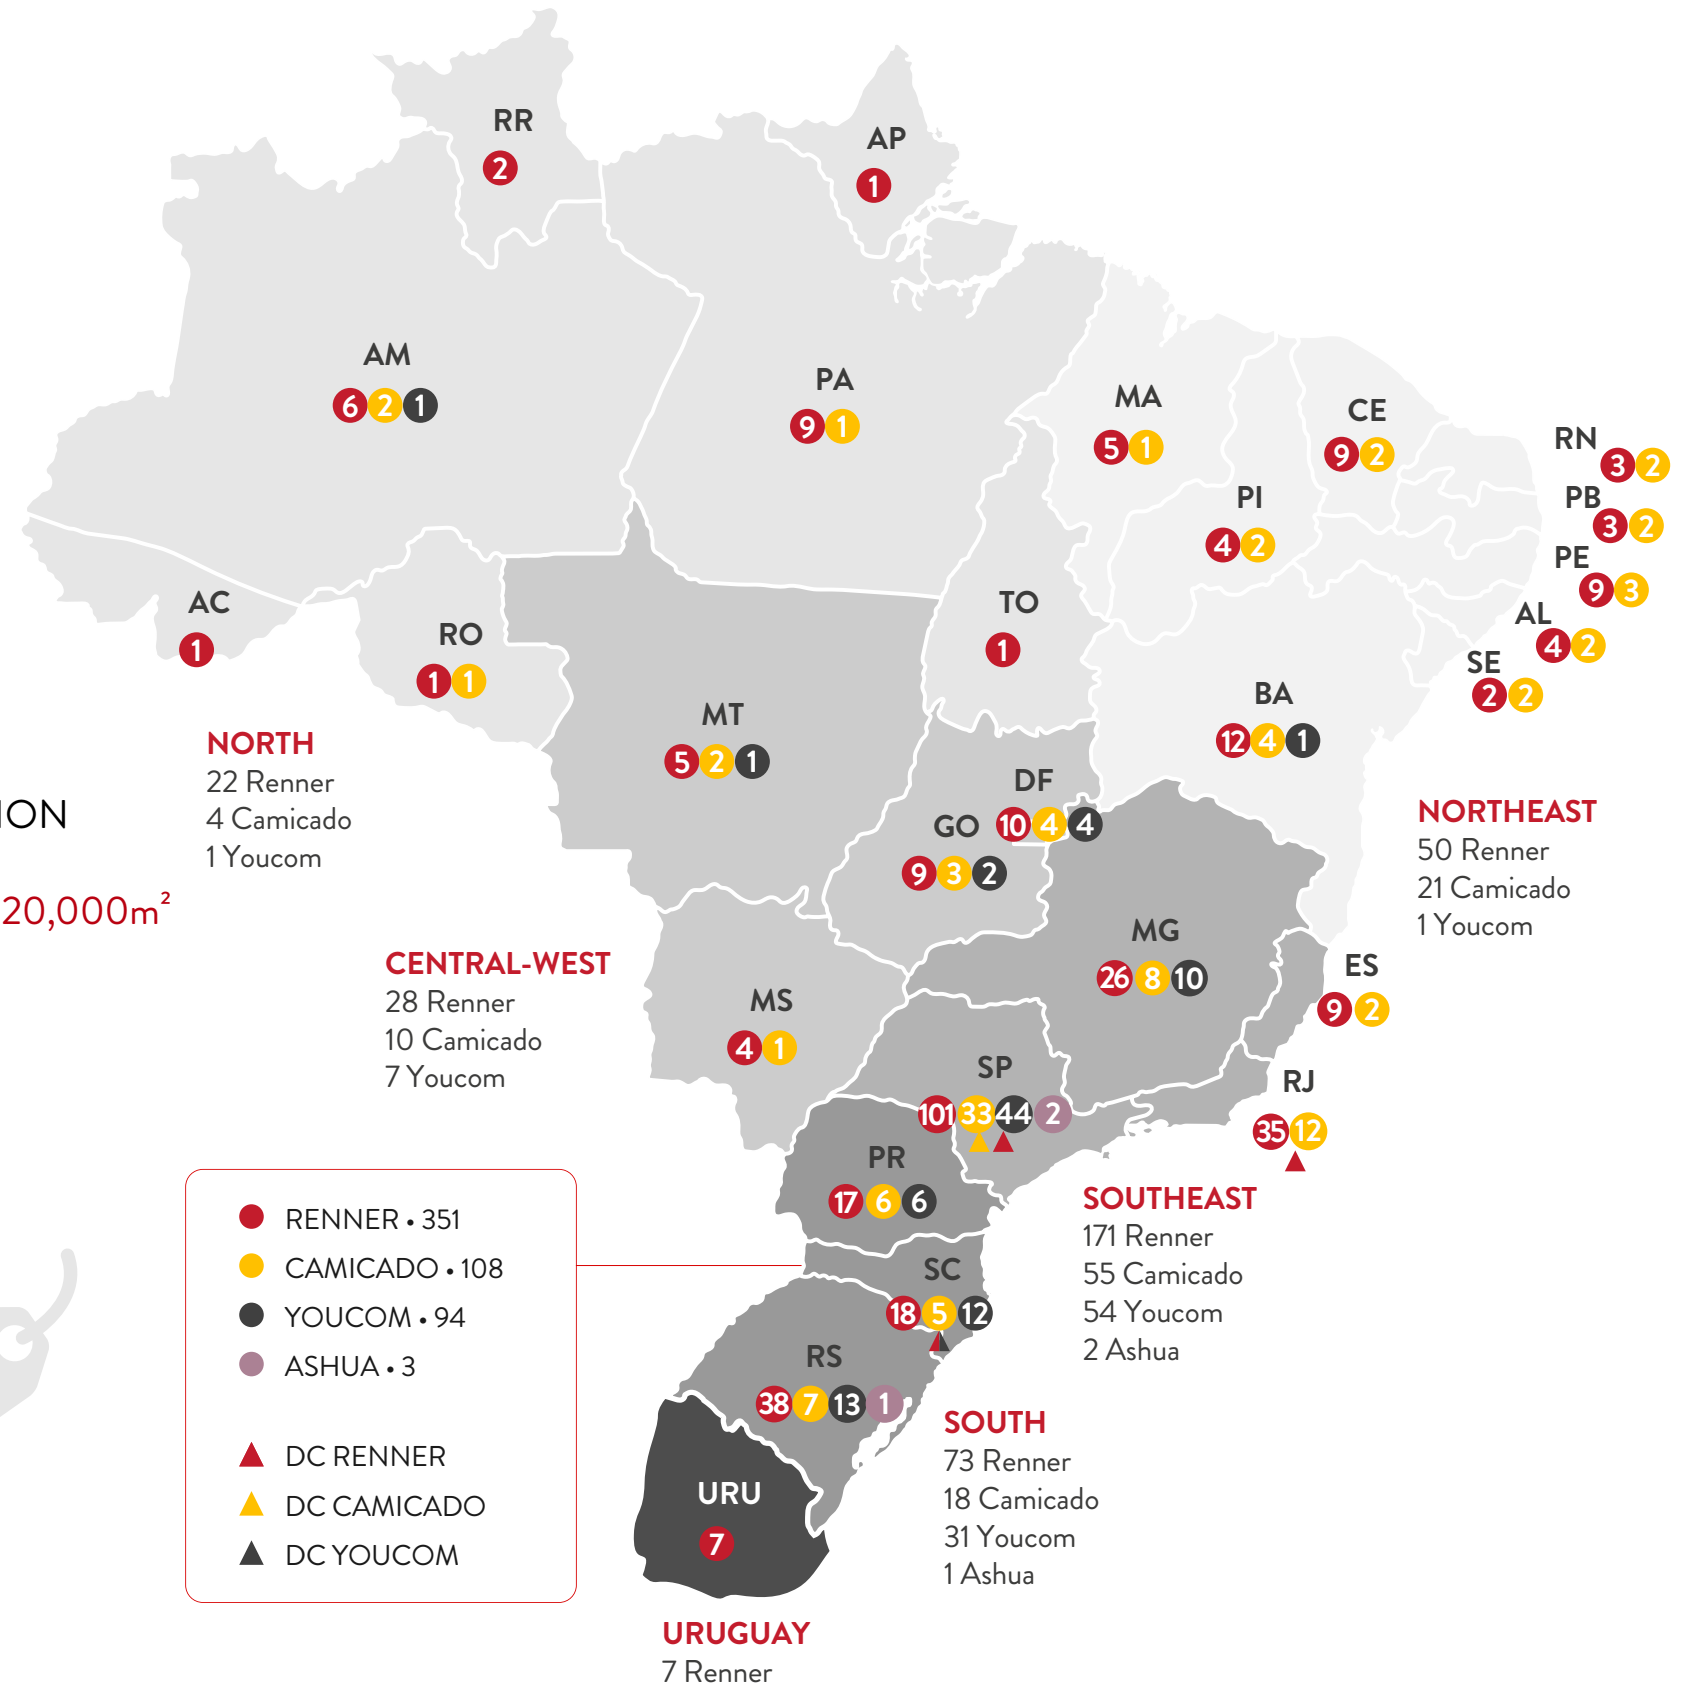 RR
2
AP
1
AM
6 2 1
PA
9 1
MA
5 1
CE
9 2
RN
3 2
PI
4 2
PB
3 2
PE
9 3
AC
1
RO
1 1
TO
1
AL
4 2
SE
2 2
BA
12 4 1
MT
5 2 1
DF
10 4 4
GO
9 3 2
NORTH
22 Renner
4 Camicado
1 Youcom
ION
20,000m²
NORTHEAST
50 Renner
21 Camicado
1 Youcom
CENTRAL-WEST
28 Renner
10 Camicado
7 Youcom
MG
26 8 10
ES
9 2
MS
4 1
SP
101 33 44 2
RJ
35 12
PR
17 6 6
SOUTHEAST
171 Renner
55 Camicado
54 Youcom
2 Ashua
RENNER • 351
CAMICADO • 108
YOUCOM • 94
ASHUA • 3
DC RENNER
DC CAMICADO
DC YOUCOM
SC
18 5 12
RS
38 7 13 1
SOUTH
73 Renner
18 Camicado
31 Youcom
1 Ashua
URU
7
URUGUAY
7 Renner